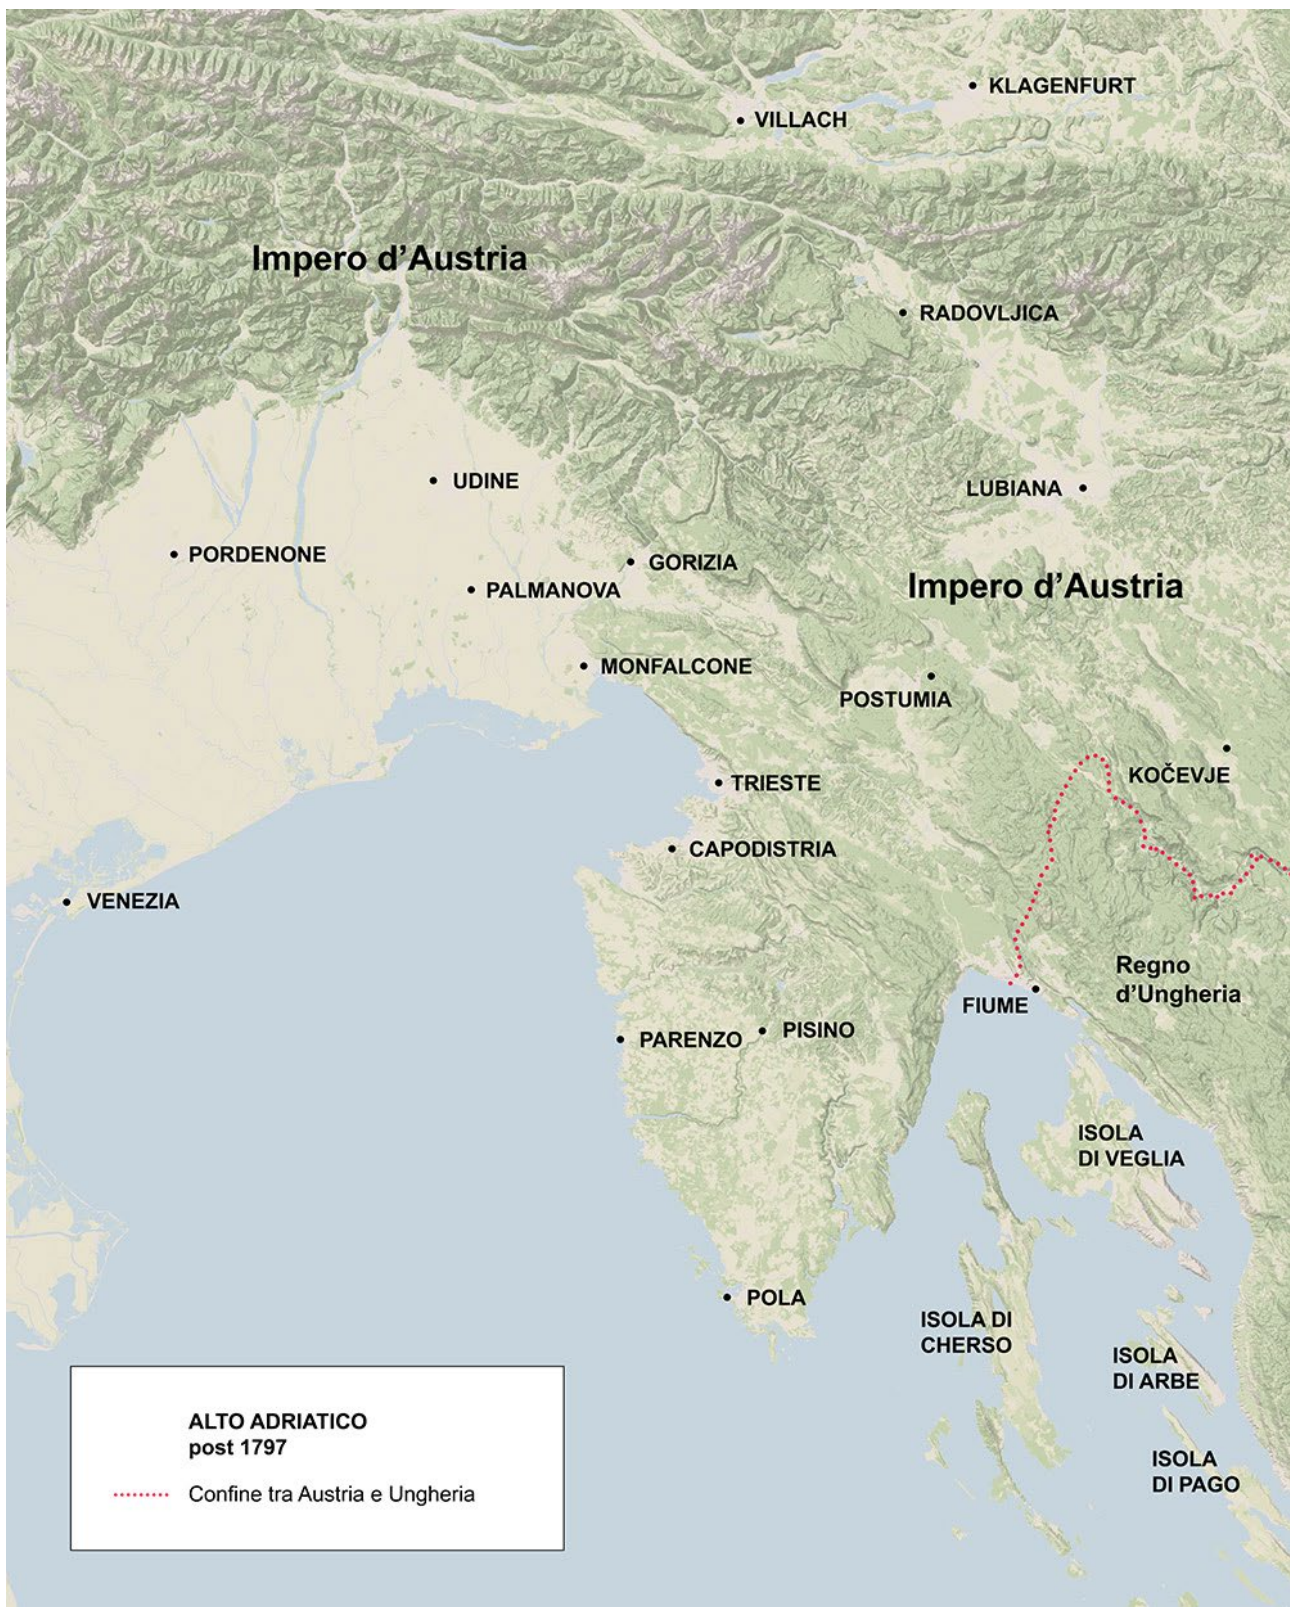 KLAGENFURT
VILLACH
Impero d’Austria
RADOVLJICA
UDINE
LUBIANA
PORDENONE
GORIZIA
PALMANOVA
Impero d’Austria
MONFALCONE
POSTUMIA
KOČEVJE
TRIESTE
CAPODISTRIA
VENEZIA
Regno
d’Ungheria
FIUME
PISINO
PARENZO
ISOLA
DI VEGLIA
POLA
ISOLA DI
CHERSO
ISOLA
DI ARBE
ISOLA
DI PAGO
ALTO ADRIATICO
post 1797
Confine tra Austria e Ungheria